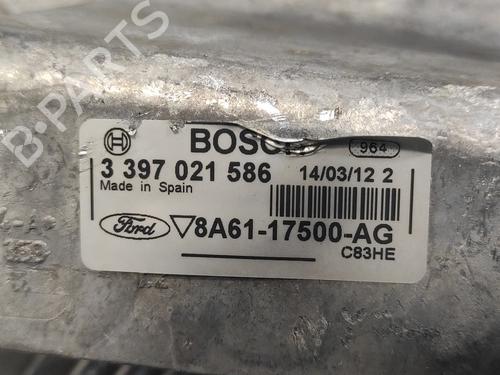 B-PARTS
BOSCH 964
3 397 021 586 14/03/12 2
Made in Spain
Ford 8A61-17500-AG
C83HE